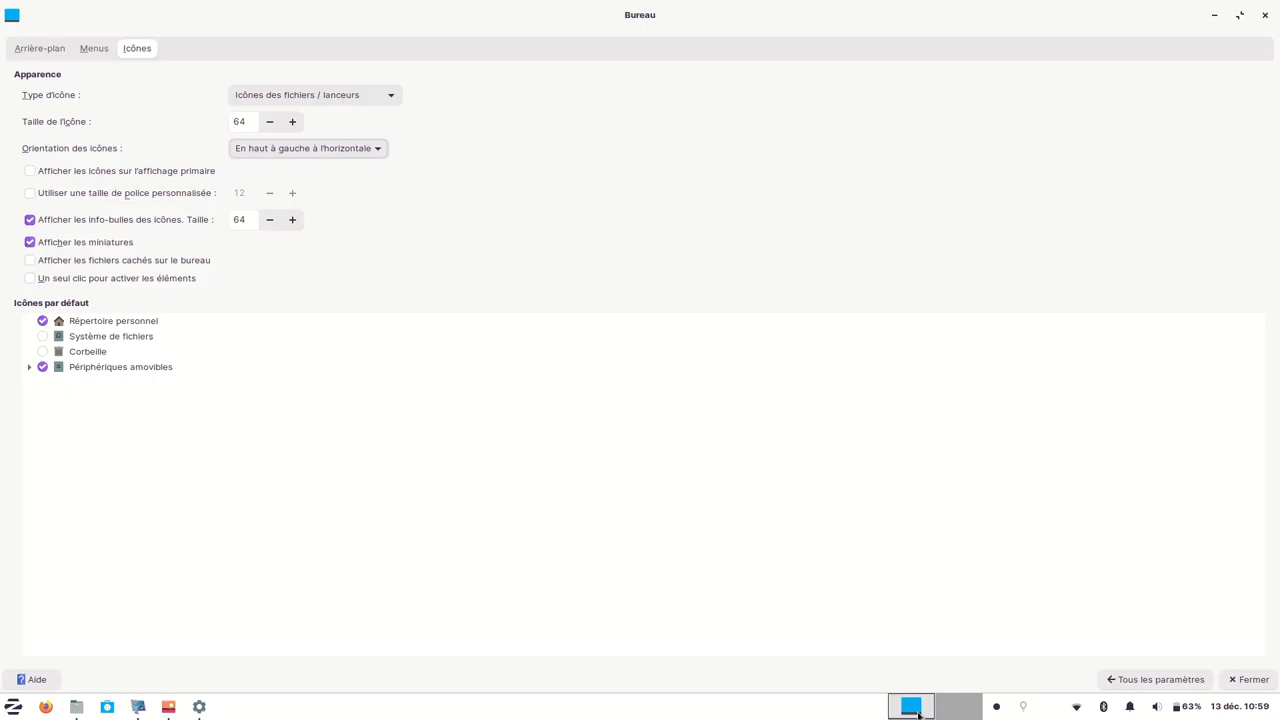 Bureau
Arrière-plan Menus Icônes
Apparence
Type d'icône : Icônes des fichiers / lanceurs
Taille de l'icône : 64
Orientation des icônes : En haut à gauche à l'horizontale
Afficher les icônes sur l'affichage primaire
Utiliser une taille de police personnalisée : 12
Afficher les info-bulles des icônes. Taille : 64
Afficher les miniatures
Afficher les fichiers cachés sur le bureau
Un seul clic pour activer les éléments
Icônes par défaut
Répertoire personnel
Système de fichiers
Corbeille
Périphériques amovibles
Aide Tous les paramètres Fermer
63% 13 déc. 10:59